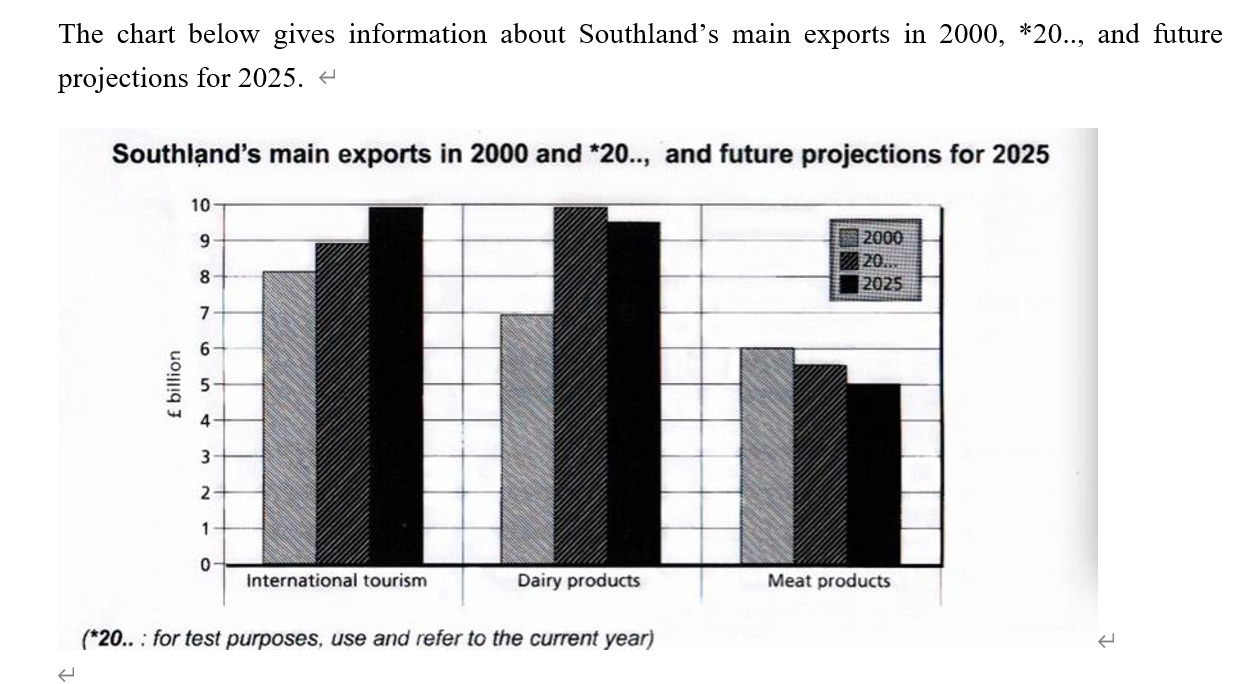 The chart below gives information about Southland’s main exports in 2000, *20.., and future
projections for 2025. ↵
Southland’s main exports in 2000 and *20.., and future projections for 2025
10
9
8
7
6
5
4
3
2
1
0
£ billion
2000
20...
2025
International tourism
Dairy products
Meat products
(*20.. : for test purposes, use and refer to the current year)